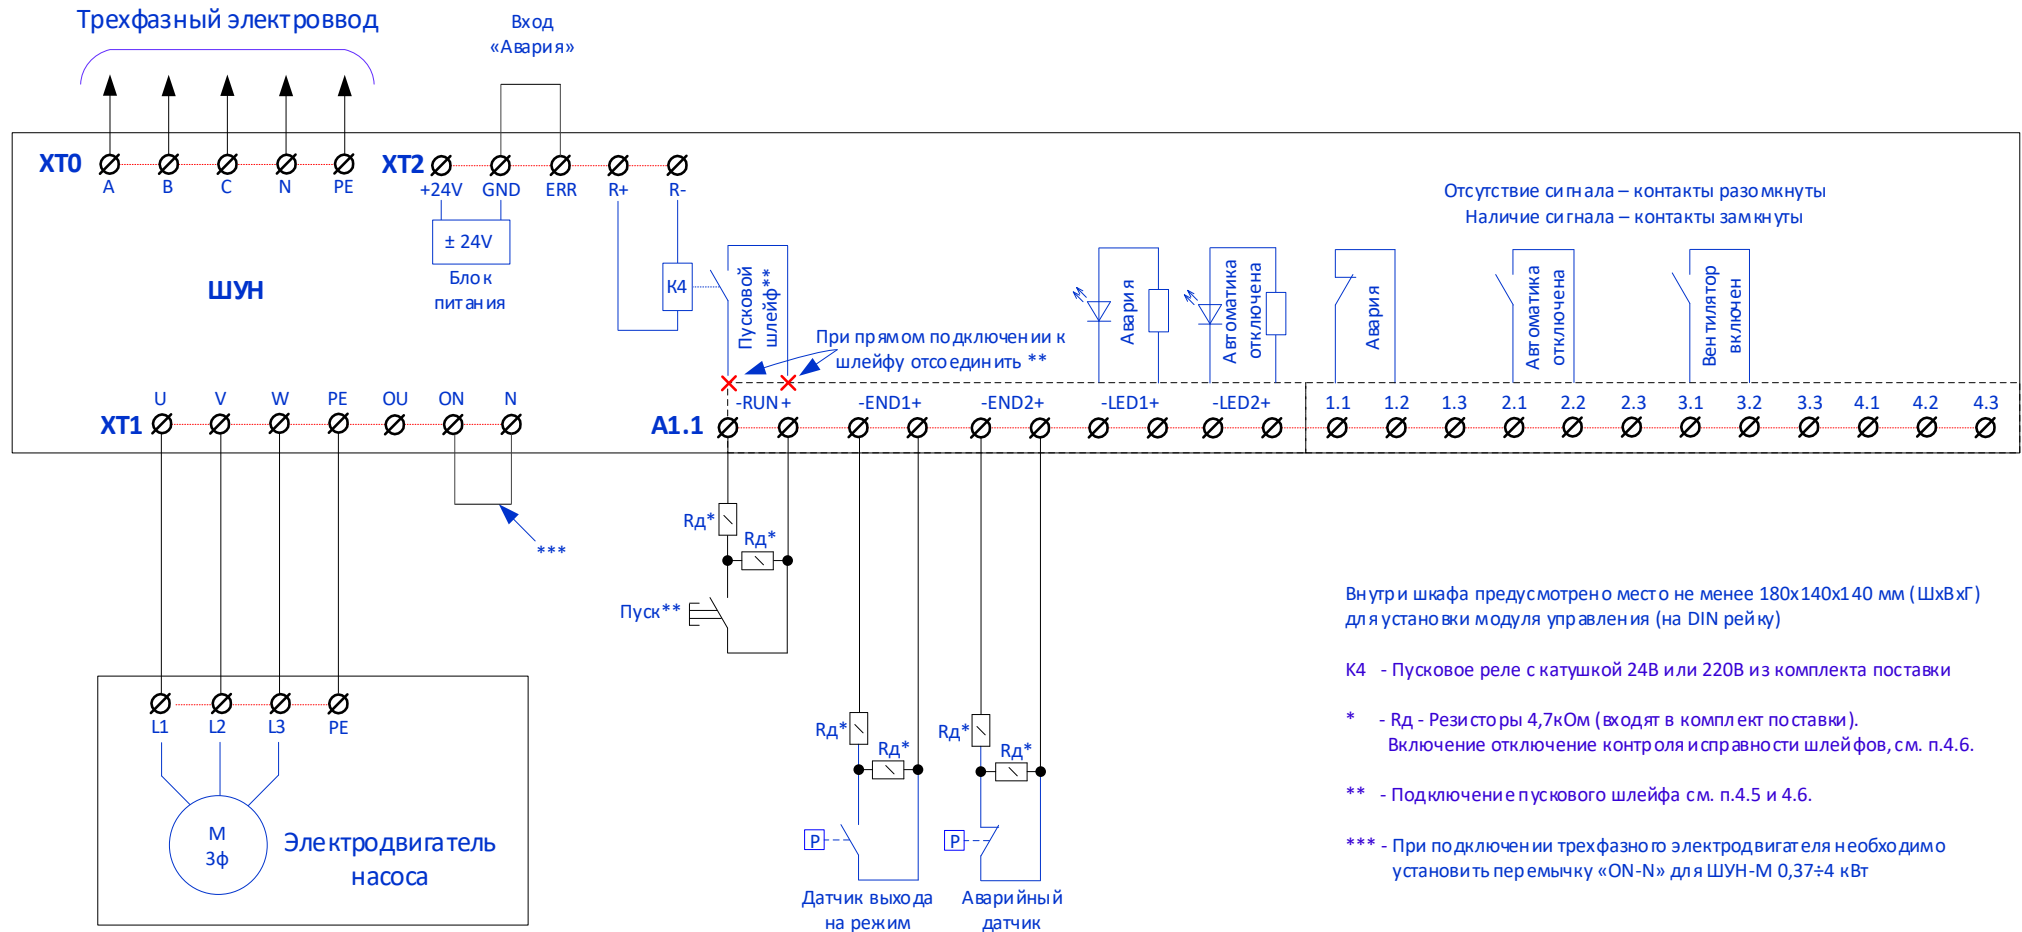 Трехфазный электроввод
Вход
«Авария»
XT0
A
B
C
N
PE
XT2
+24V
GND
ERR
R+
R-
± 24V
Блок
питания
ШУН
К4
Пусковой
шлейф**
При прямом подключении к
шлейфу отсоединить **
Авария
Автоматика
отключена
Отсутствие сигнала – контакты разомкнуты
Наличие сигнала – контакты замкнуты
Авария
Автоматика
отключена
Вентилятор
включен
XT1
U
V
W
PE
OU
ON
N
***
A1.1
-RUN+
-END1+
-END2+
-LED1+
-LED2+
1.1
1.2
1.3
2.1
2.2
2.3
3.1
3.2
3.3
4.1
4.2
4.3
Rд*
Rд*
Пуск**
L1
L2
L3
PE
М
3ф
Электродвигатель
насоса
Rд*
Rд*
P
Датчик выхода
на режим
Rд*
Rд*
P
Аварийный
датчик
Внутри шкафа предусмотрено место не менее 180х140х140 мм (ШхВхГ)
для установки модуля управления (на DIN рейку)
К4 - Пусковое реле с катушкой 24В или 220В из комплекта поставки
* - Rд - Резисторы 4,7кОм (входят в комплект поставки).
Включение отключение контроля исправности шлейфов, см. п.4.6.
** - Подключение пускового шлейфа см. п.4.5 и 4.6.
*** - При подключении трехфазного электродвигателя необходимо
установить перемычку «ON-N» для ШУН-М 0,37÷4 кВт